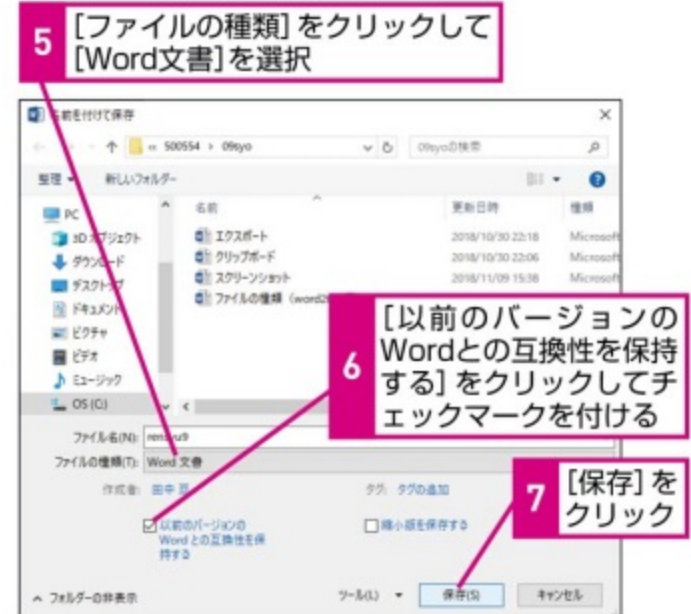 5
[ファイルの種類]をクリックして
[Word文書]を選択
名前を付けて保存
500554 › 09syo
09syoの検索
整理
新しいフォルダー
名前
更新日時
種類
PC
3D オブジェクト
ダウンロード
デスクトップ
ドキュメント
ピクチャ
ビデオ
ミュージック
OS (C:)
エクスポート 2018/10/30 22:18 Microsoft
クリップボード 2018/10/30 22:06 Microsoft
スクリーンショット 2018/11/09 15:38 Microsoft
ファイルの種類
6
[以前のバージョンの
Wordとの互換性を保持
する]をクリックしてチ
ェックマークを付ける
ファイル名(N):
ファイルの種類(T): Word 文書
作成者: 田中
タグ: タグの追加
以前のバージョンの
Word との互換性を保
持する
縮小版を保存する
7
[保存]を
クリック
フォルダーの非表示
ツール(L)
保存(S)
キャンセル